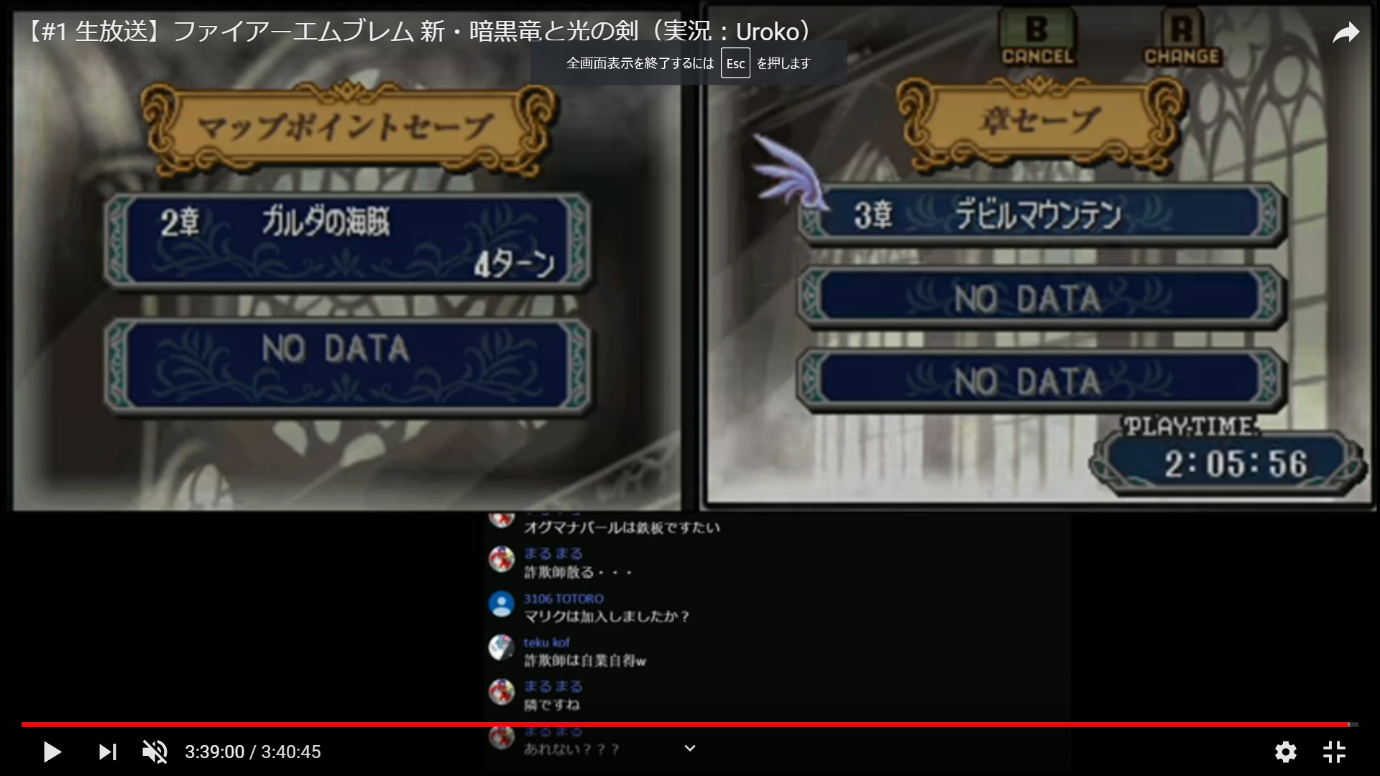 【#1 生放送】ファイアーエムブレム 新・暗黒竜と光の剣（実況：Uroko）
全画面表示を終了するには Esc を押します
B
CANCEL
R
CHANGE
マップポイントセーブ
章セーブ
2章 ガルダの海賊
4ターン
NO DATA
3章 デビルマウンテン
NO DATA
NO DATA
PLAY-TIME
2:05:56
オグマナバールは鉄板ですたい
まる まる
詐欺師散る・・・
3106 TOTORO
マリクは加入しましたか？
teku kof
詐欺師は自業自得w
まる まる
隣ですね
まる まる
あれない？？？
3:39:00 / 3:40:45